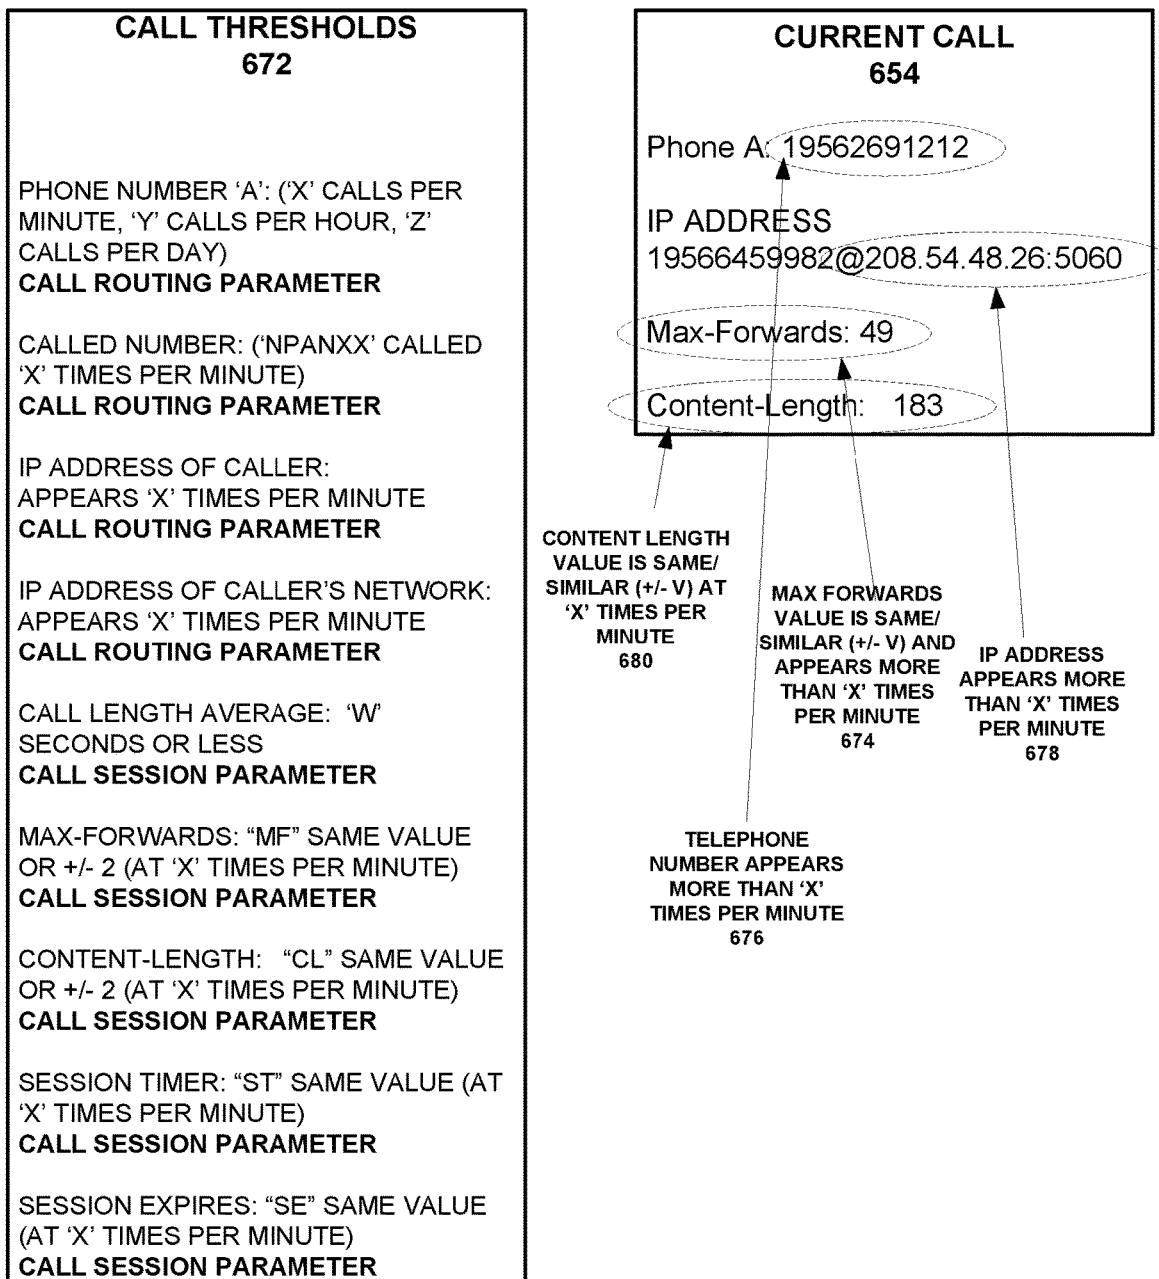 CALL THRESHOLDS
672
PHONE NUMBER ‘A’: (‘X’ CALLS PER
MINUTE, ‘Y’ CALLS PER HOUR, ‘Z’
CALLS PER DAY)
CALL ROUTING PARAMETER
CALLED NUMBER: (‘NPANXX’ CALLED
‘X’ TIMES PER MINUTE)
CALL ROUTING PARAMETER
IP ADDRESS OF CALLER:
APPEARS ‘X’ TIMES PER MINUTE
CALL ROUTING PARAMETER
IP ADDRESS OF CALLER’S NETWORK:
APPEARS ‘X’ TIMES PER MINUTE
CALL ROUTING PARAMETER
CALL LENGTH AVERAGE: ‘W’
SECONDS OR LESS
CALL SESSION PARAMETER
MAX-FORWARDS: “MF” SAME VALUE
OR +/- 2 (AT ‘X’ TIMES PER MINUTE)
CALL SESSION PARAMETER
CONTENT-LENGTH: “CL” SAME VALUE
OR +/- 2 (AT ‘X’ TIMES PER MINUTE)
CALL SESSION PARAMETER
SESSION TIMER: “ST” SAME VALUE (AT
‘X’ TIMES PER MINUTE)
CALL SESSION PARAMETER
SESSION EXPIRES: “SE” SAME VALUE
(AT ‘X’ TIMES PER MINUTE)
CALL SESSION PARAMETER
CURRENT CALL
654
Phone A: 19562691212
IP ADDRESS
19566459982@208.54.48.26:5060
Max-Forwards: 49
Content-Length: 183
CONTENT LENGTH
VALUE IS SAME/
SIMILAR (+/- V) AT
‘X’ TIMES PER
MINUTE
680
MAX FORWARDS
VALUE IS SAME/
SIMILAR (+/- V) AND
APPEARS MORE
THAN ‘X’ TIMES
PER MINUTE
674
IP ADDRESS
APPEARS MORE
THAN ‘X’ TIMES
PER MINUTE
678
TELEPHONE
NUMBER APPEARS
MORE THAN ‘X’
TIMES PER MINUTE
676